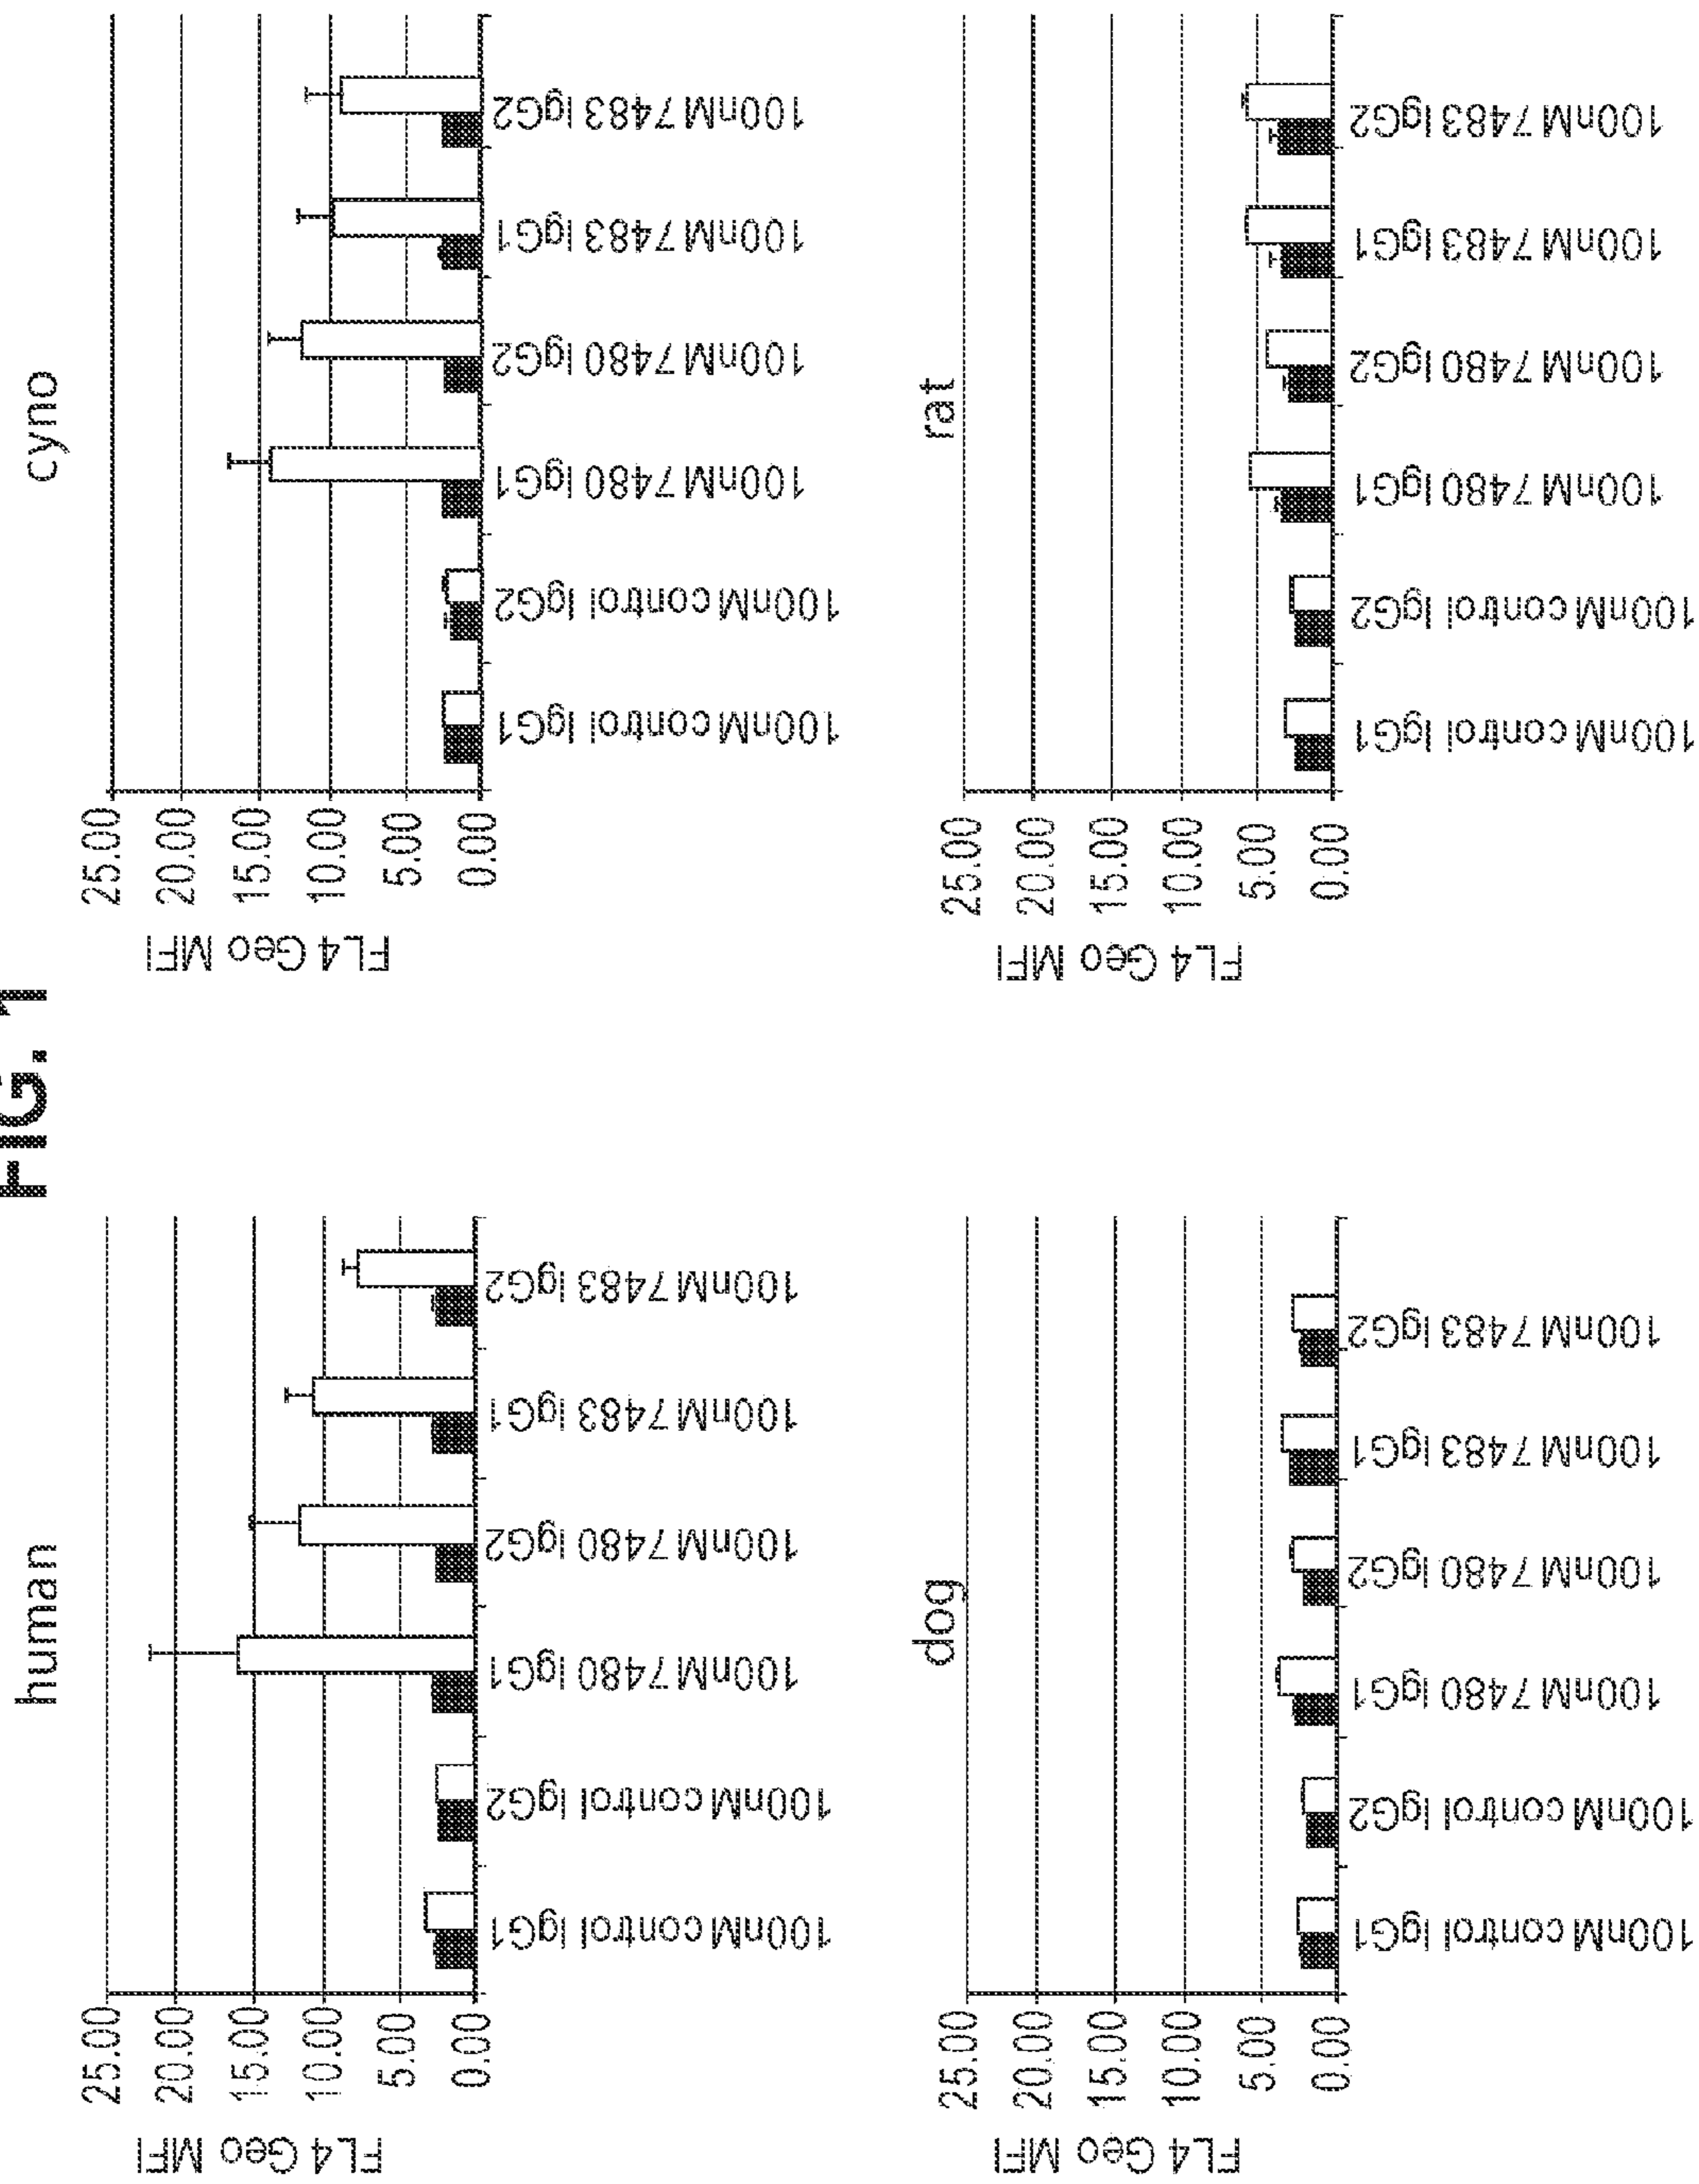 FIG. 1
human
FL4 Geo MFI
25.00
20.00
15.00
10.00
5.00
0.00
100nM control IgG1
100nM control IgG2
100nM 7480 IgG1
100nM 7480 IgG2
100nM 7483 IgG1
100nM 7483 IgG2
cyno
FL4 Geo MFI
25.00
20.00
15.00
10.00
5.00
0.00
100nM control IgG1
100nM control IgG2
100nM 7480 IgG1
100nM 7480 IgG2
100nM 7483 IgG1
100nM 7483 IgG2
dog
FL4 Geo MFI
25.00
20.00
15.00
10.00
5.00
0.00
100nM control IgG1
100nM control IgG2
100nM 7480 IgG1
100nM 7480 IgG2
100nM 7483 IgG1
100nM 7483 IgG2
rat
FL4 Geo MFI
25.00
20.00
15.00
10.00
5.00
0.00
100nM control IgG1
100nM control IgG2
100nM 7480 IgG1
100nM 7480 IgG2
100nM 7483 IgG1
100nM 7483 IgG2